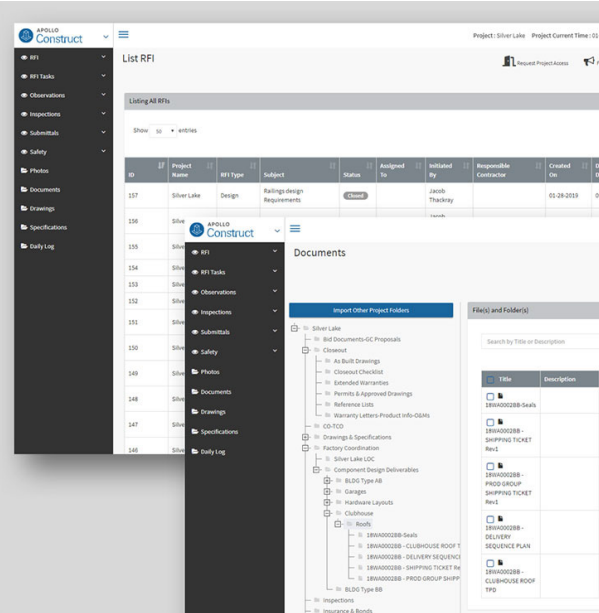 APOLLO
Construct
Project : Silver Lake Project Current Time : 01
RFI
List RFI
Request Project Access
RFI Tasks
Observations
Listing All RFIs
Inspections
Submittals
Show 50 entries
Safety
Photos
ID Project Name RFI Type Subject Status Assigned To Initiated By Responsible Contractor Created On
Documents
157 Silver Lake Design Railings design Requirements Closed Jacob Thackray 01-28-2019
Drawings
156
Specifications
155
Daily Log
154
153
152
151
150
149
148
147
146
APOLLO
Construct
RFI
Documents
RFI Tasks
Observations
Inspections
Submittals
Safety
Photos
Documents
Drawings
Specifications
Daily Log
Import Other Project Folders
Silver Lake
Bid Documents-GC Proposals
Closeout
As Built Drawings
Closeout Checklist
Extended Warranties
Permits & Approved Drawings
Reference Lists
Warranty Letters-Product Info-O&Ms
CO-TCO
Drawings & Specifications
Factory Coordination
Silver Lake LOC
Component Design Deliverables
BLDG Type AB
Garages
Hardware Layouts
Clubhouse
Roofs
18WA0002BB-Seals
18WA0002BB - CLUBHOUSE ROOF T
18WA0002BB - DELIVERY SEQUENC
18WA0002BB - SHIPPING TICKET Re
18WA0002BB - PROD GROUP SHIPP
BLDG Type BB
Inspections
Insurance & Bonds
File(s) and Folder(s)
Search by Title or Description
Title Description
18WA0002BB-Seals
18WA0002BB -
SHIPPING TICKET
Rev1
18WA0002BB -
PROD GROUP
SHIPPING TICKET
Rev1
18WA0002BB -
DELIVERY
SEQUENCE PLAN
18WA0002BB -
CLUBHOUSE ROOF
TPD